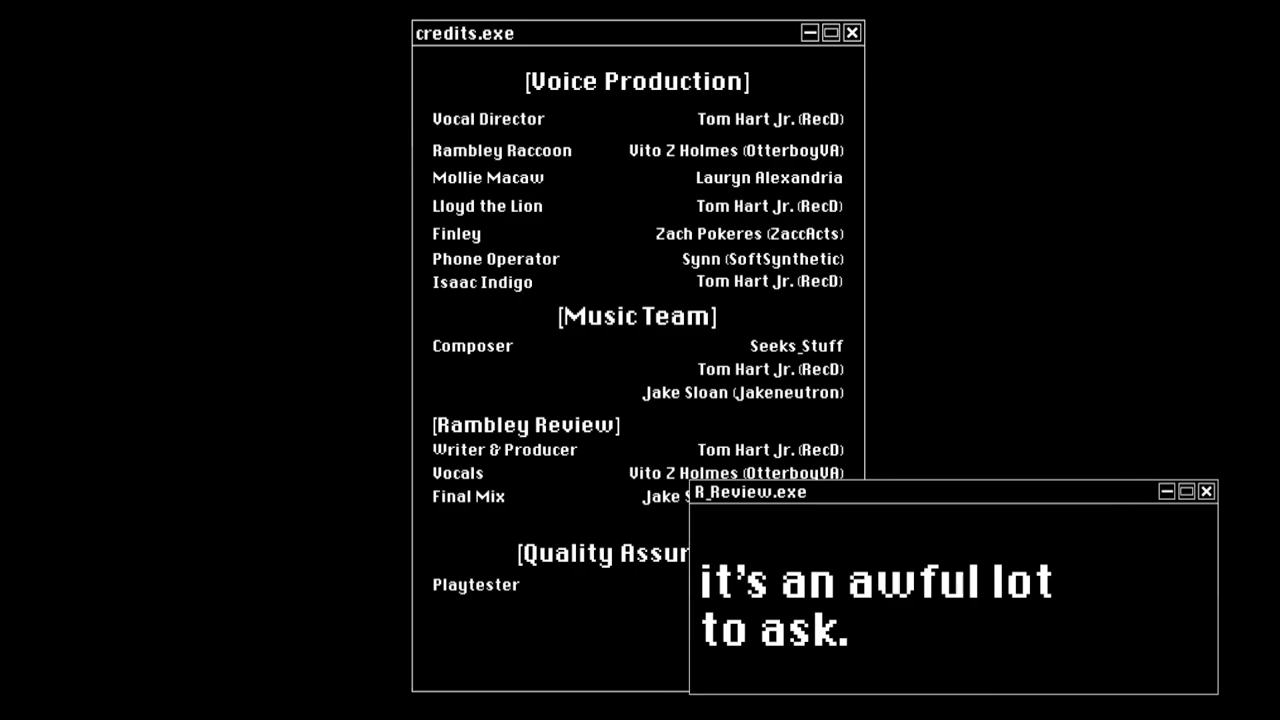 credits.exe
[Voice Production]
Vocal Director Tom Hart Jr. (RecD)
Rambley Raccoon Vito Z Holmes (OtterboyVA)
Mollie Macaw Lauryn Alexandria
Lloyd the Lion Tom Hart Jr. (RecD)
Finley Zach Pokeres (ZaccActs)
Phone Operator Synn (SoftSynthetic)
Isaac Indigo Tom Hart Jr. (RecD)
[Music Team]
Composer Seeks_Stuff
Tom Hart Jr. (RecD)
Jake Sloan (Jakeneutron)
[Rambley Review]
Writer & Producer Tom Hart Jr. (RecD)
Vocals Vito Z Holmes (OtterboyVA)
Final Mix Jake
[Quality
Playtester
R_Review.exe
it's an awful lot
to ask.